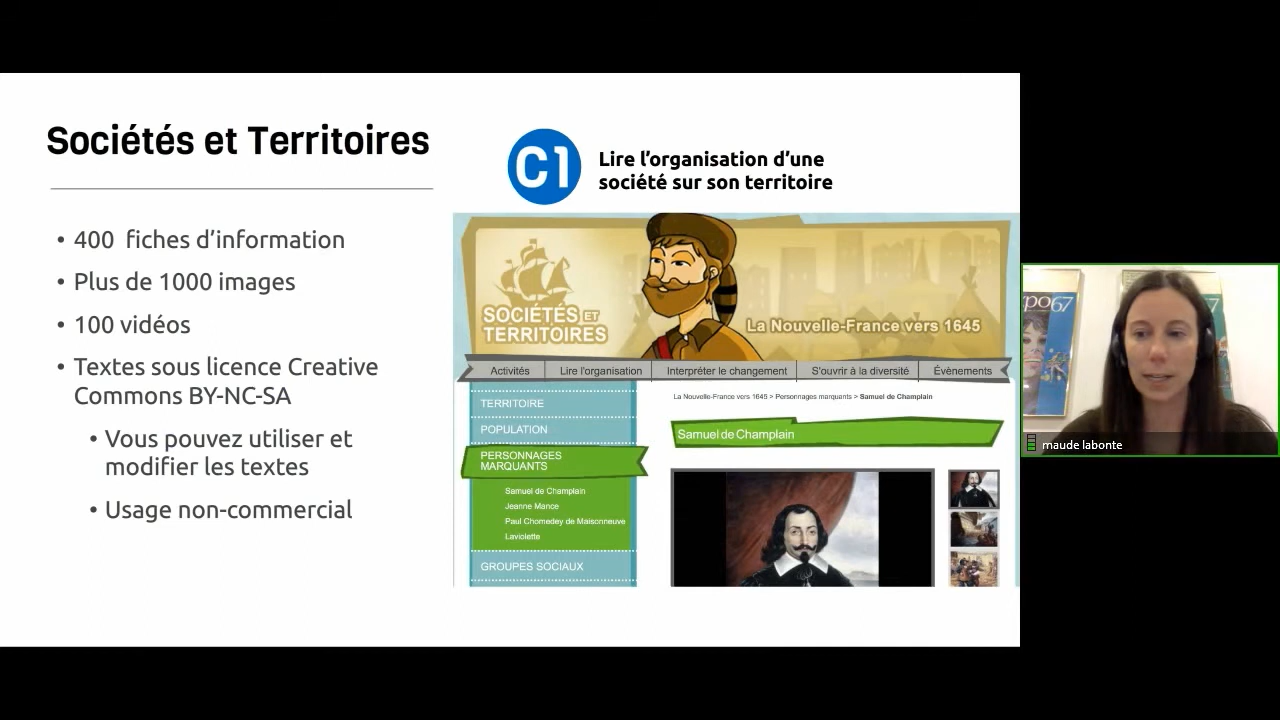 Sociétés et Territoires
• 400 fiches d'information
• Plus de 1000 images
• 100 vidéos
• Textes sous licence Creative
Commons BY-NC-SA
• Vous pouvez utiliser et
modifier les textes
• Usage non-commercial
C1
Lire l'organisation d'une
société sur son territoire
SOCIÉTÉS ET
TERRITOIRES
La Nouvelle-France vers 1645
Activités
Lire l'organisation
Interpréter le changement
S'ouvrir à la diversité
Évènements
TERRITOIRE
POPULATION
PERSONNAGES
MARQUANTS
Samuel de Champlain
Jeanne Mance
Paul Chomedey de Maisonneuve
Laviolette
GROUPES SOCIAUX
La Nouvelle-France vers 1645 > Personnages marquants > Samuel de Champlain
Samuel de Champlain
po67
maude labonte